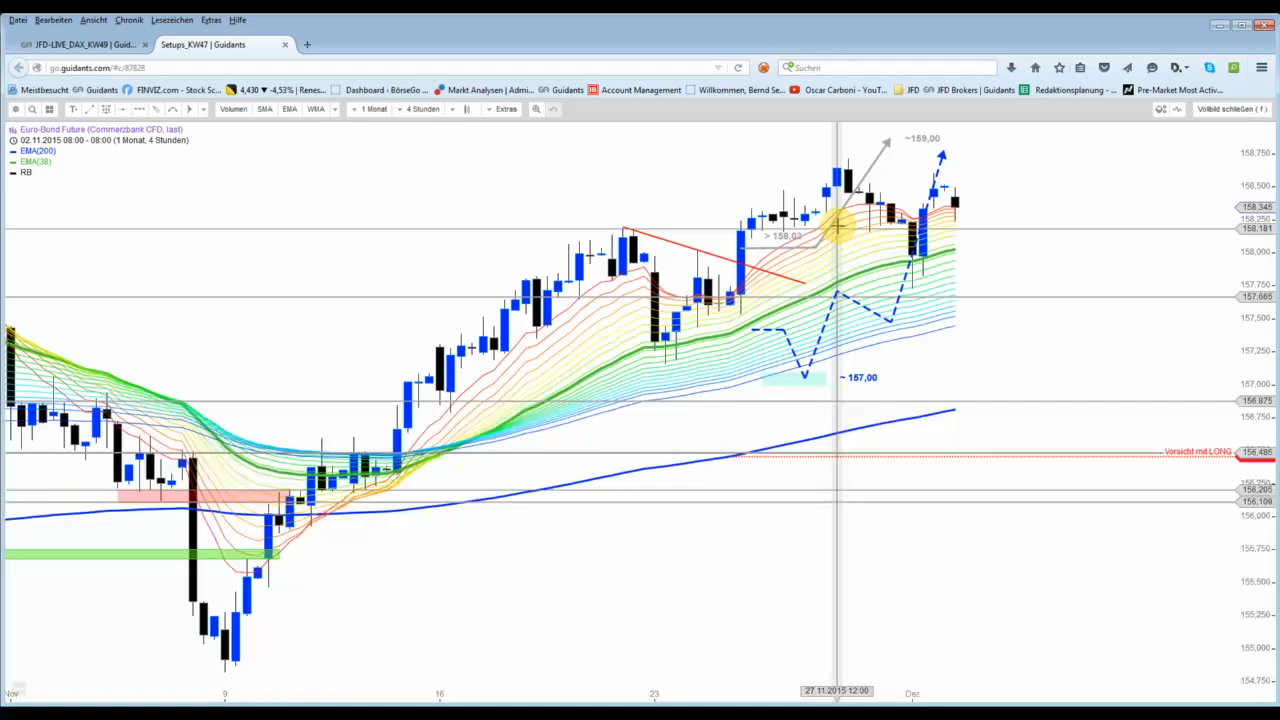 Datei Bearbeiten Ansicht Chronik Lesezeichen Extras Hilfe
JFD-LIVE_DAX_KW49 | Guid... Setups_KW47 | Guidants
go.guidants.com/#c/87828 Suchen
Meistbesucht Guidants FINVIZ.com - Stock Sc... 4,430 -4,53% (Renes... Dashboard ‹ BörseGo ... Markt Analysen | Admi... Guidants Account Management Willkommen, Bernd Se... Oscar Carboni - YouT... JFD JFD Brokers | Guidants Redaktionsplanung - ... Pre-Market Most Activ...
Volumen SMA EMA WMA 1 Monat 4 Stunden Extras Vollbild schließen ( f )
Euro-Bund Future (Commerzbank CFD, last)
02.11.2015 08:00 - 08:00 (1 Monat, 4 Stunden)
EMA(200)
EMA(38)
RB
~159,00
158,750
158,500
158,345
158,250
158,181
> 158,03
158,000
157,750
157,665
157,500
157,250
~ 157,00
157,000
156,875
156,750
Vorsicht mit LONG
156,485
156,250
156,205
156,109
156,000
155,750
155,500
155,250
155,000
154,750
Nov 9 16 23 27.11.2015 12:00 Dez